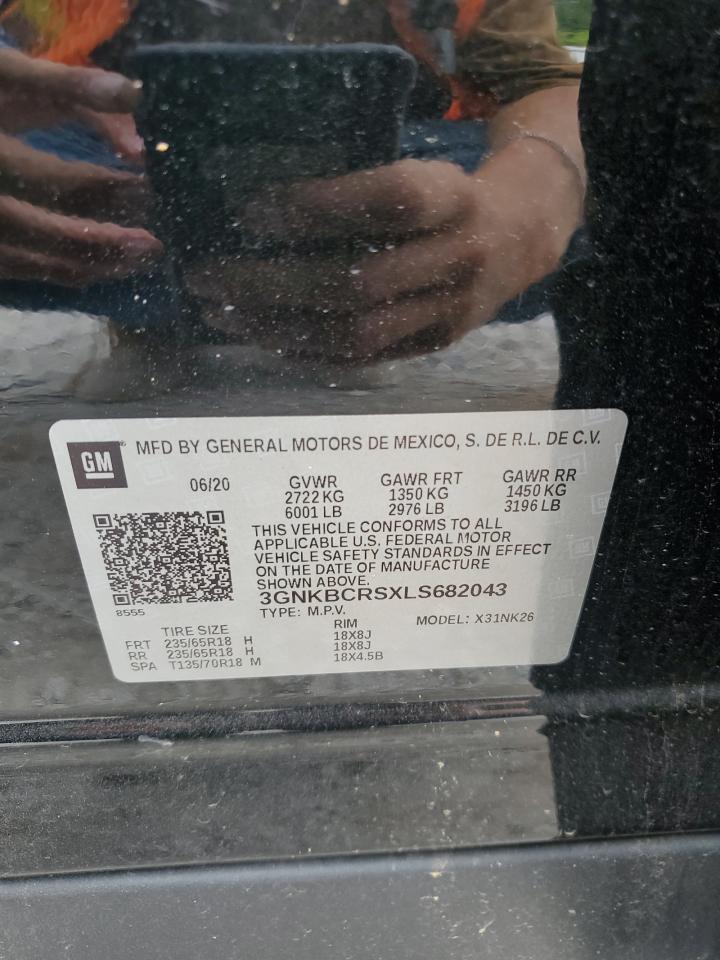 GM® MFD BY GENERAL MOTORS DE MEXICO, S. DE R.L. DE C.V.
06/20 GVWR GAWR FRT GAWR RR
2722 KG 1350 KG 1450 KG
6001 LB 2976 LB 3196 LB
THIS VEHICLE CONFORMS TO ALL
APPLICABLE U.S. FEDERAL MOTOR
VEHICLE SAFETY STANDARDS IN EFFECT
ON THE DATE OF MANUFACTURE
SHOWN ABOVE.
8555 3GNKBCRSXLS682043
TYPE: M.P.V. MODEL: X31NK26
TIRE SIZE RIM
FRT 235/65R18 H 18X8J
RR 235/65R18 H 18X8J
SPA T135/70R18 M 18X4.5B